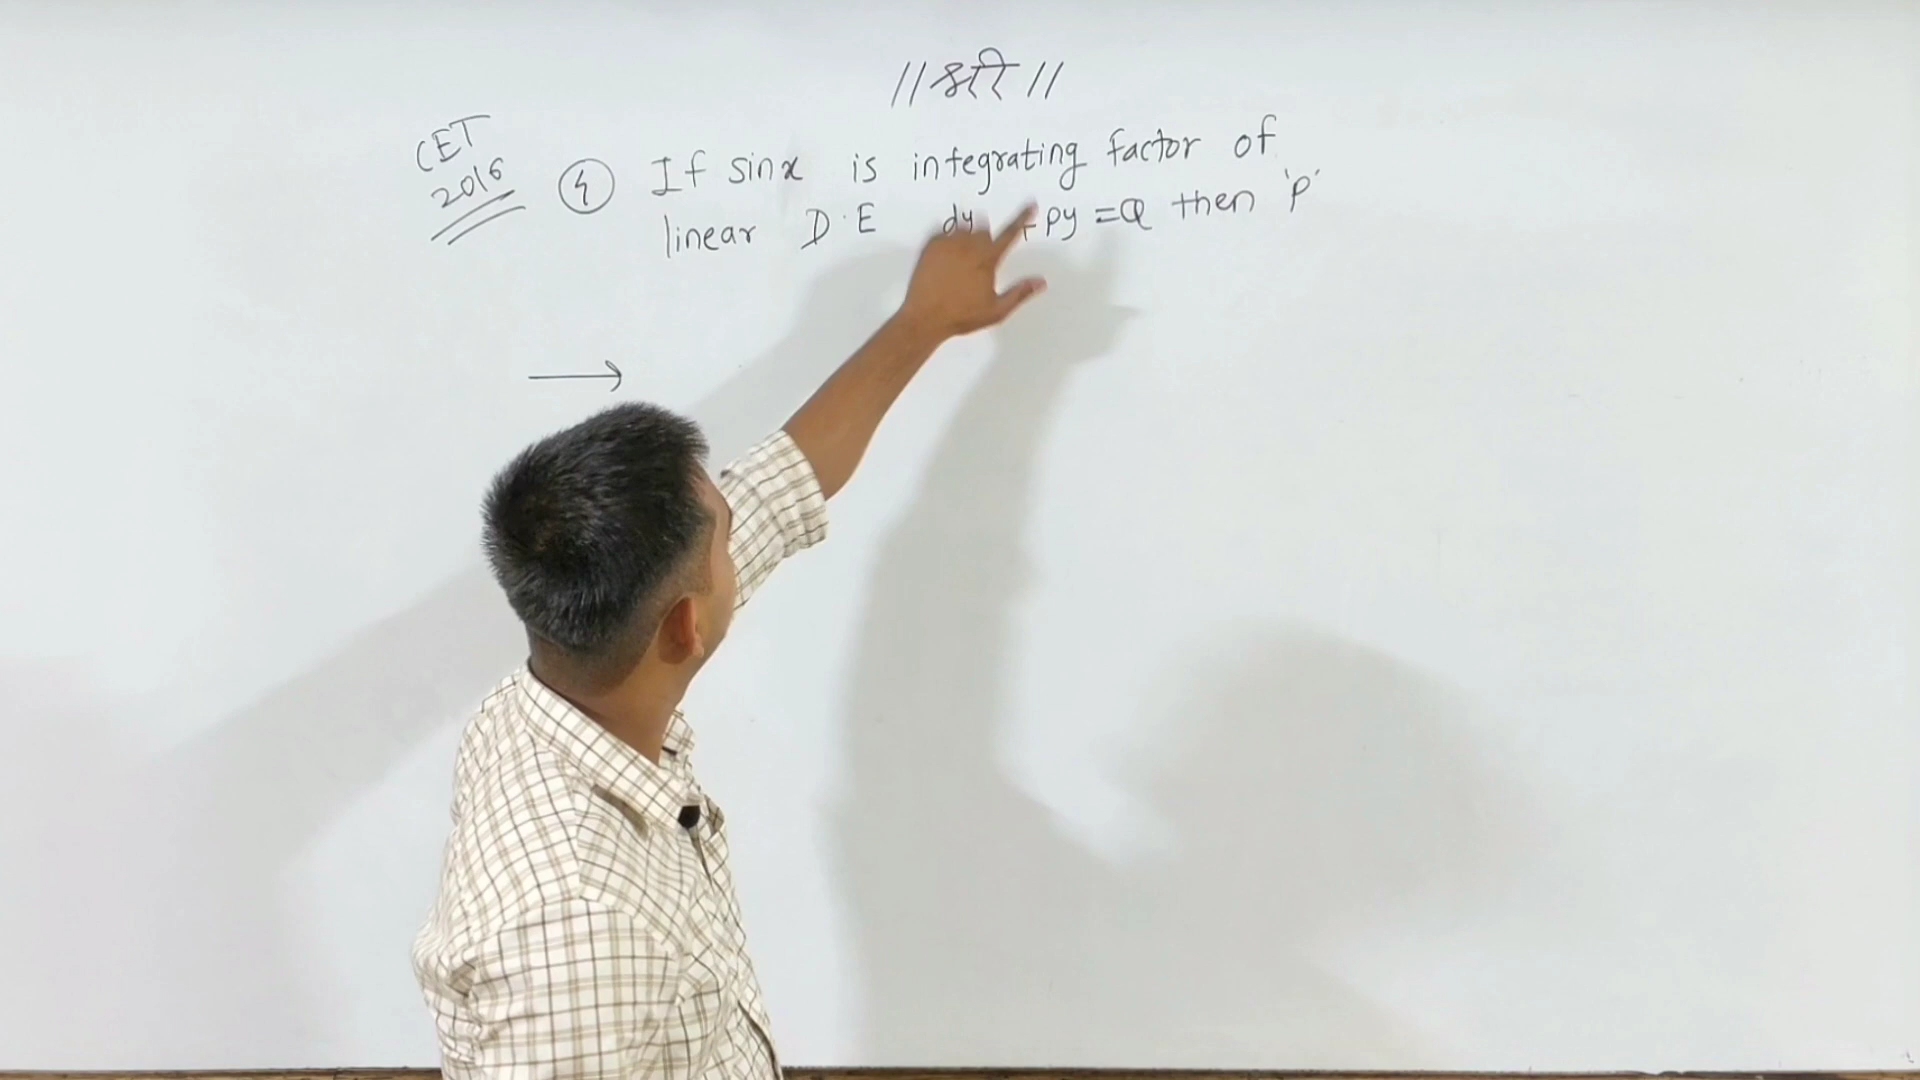 //श्री//
CET
2016
4 If sinx is integrating factor of
linear D.E dy + py = Q then 'p'